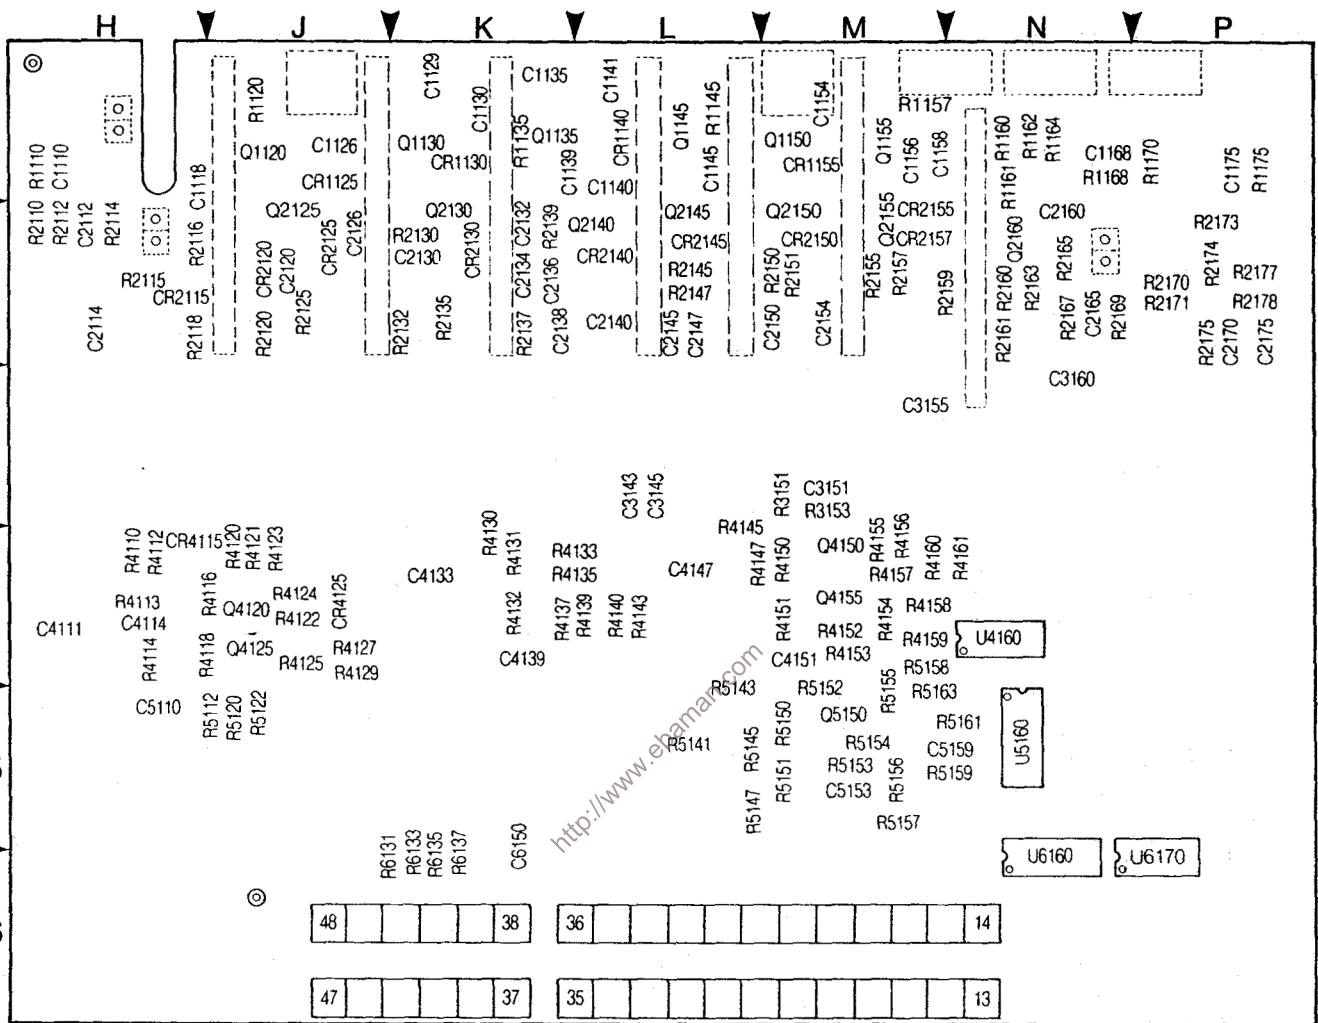 H J K L M N P
C1129 C1135 C1141 C1154
R1120 C1130 R1145 R1157
Q1120 C1126 Q1130 CR1130 R1135 Q1135 CR1140 Q1145 Q1150 Q1155 C1156 C1158 R1160 R1162 R1164 C1168 R1170
R1110 C1110 C1118 CR1125 C1139 C1140 C1145 CR1155 R1161 R1168 C1175 R1175
R2110 R2112 C2112 R2114 R2116 Q2125 C2126 Q2130 C2132 R2139 Q2140 Q2145 Q2150 Q2155 CR2155 C2160 R2173
CR2125 R2130 CR2130 CR2145 CR2150 CR2157 Q2160 R2165 R2174
R2115 CR2120 C2120 C2130 C2134 C2136 CR2140 R2145 R2150 R2151 R2155 R2157 R2159 R2160 R2163 R2170 R2177
CR2115 R2125 R2147 R2171 R2178
C2114 R2118 R2120 R2132 R2135 R2137 C2138 C2140 C2145 C2147 C2150 C2154 R2161 R2167 C2165 R2169 R2175 C2170 C2175
C3160
C3155
C3143 C3145 R3151 C3151
R3153
R4110 R4112 CR4115 R4120 R4121 R4123 R4130 R4131 R4133 R4145 R4147 R4150 Q4150 R4155 R4156 R4160 R4161
C4133 R4135 C4147 R4157
R4113 R4116 R4124 CR4125 Q4155 R4158
C4111 C4114 Q4120 R4122 R4132 R4137 R4139 R4140 R4143 R4151 R4152 R4154 R4159 U4160
R4114 R4118 Q4125 R4127 R4153
R4125 R4129 C4139 C4151 R5158
R5143 R5152 R5155 R5163
C5110 R5112 R5120 R5122 R5150 Q5150 R5161 U5160
R5141 R5145 R5154 C5159
R5151 R5153 R5156 R5159
R5147 C5153
R5157
R6131 R6133 R6135 R6137 C6150 U6160 U6170
48 38 36 14
47 37 35 13
http://www.ebaman.com